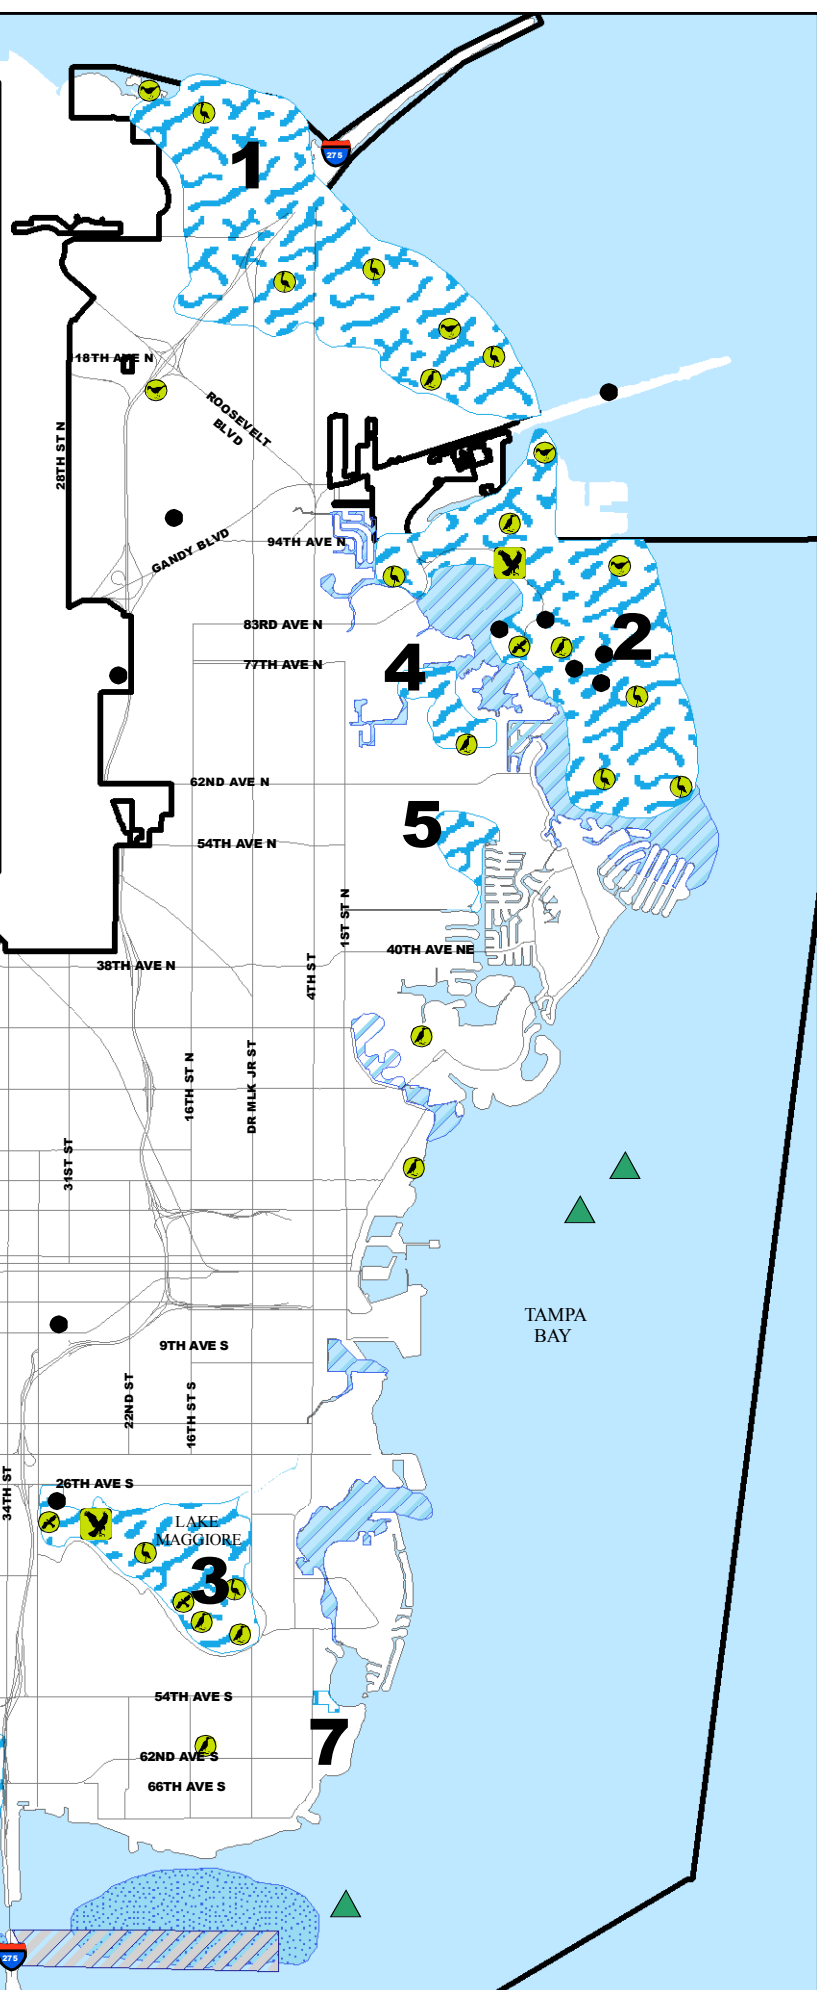 1
275
118TH AVE N
ROOSEVELT
BLVD
28TH ST N
GANDY BLVD
94TH AVE N
83RD AVE N
2
77TH AVE N
4
62ND AVE N
5
54TH AVE N
1ST ST N
40TH AVE NE
38TH AVE N
4TH ST
16TH ST N
DR MLK JR ST
31ST ST
TAMPA
BAY
9TH AVE S
22ND ST
16TH ST S
34TH ST
26TH AVE S
LAKE
MAGGIORE
3
54TH AVE S
7
62ND AVE S
66TH AVE S
275